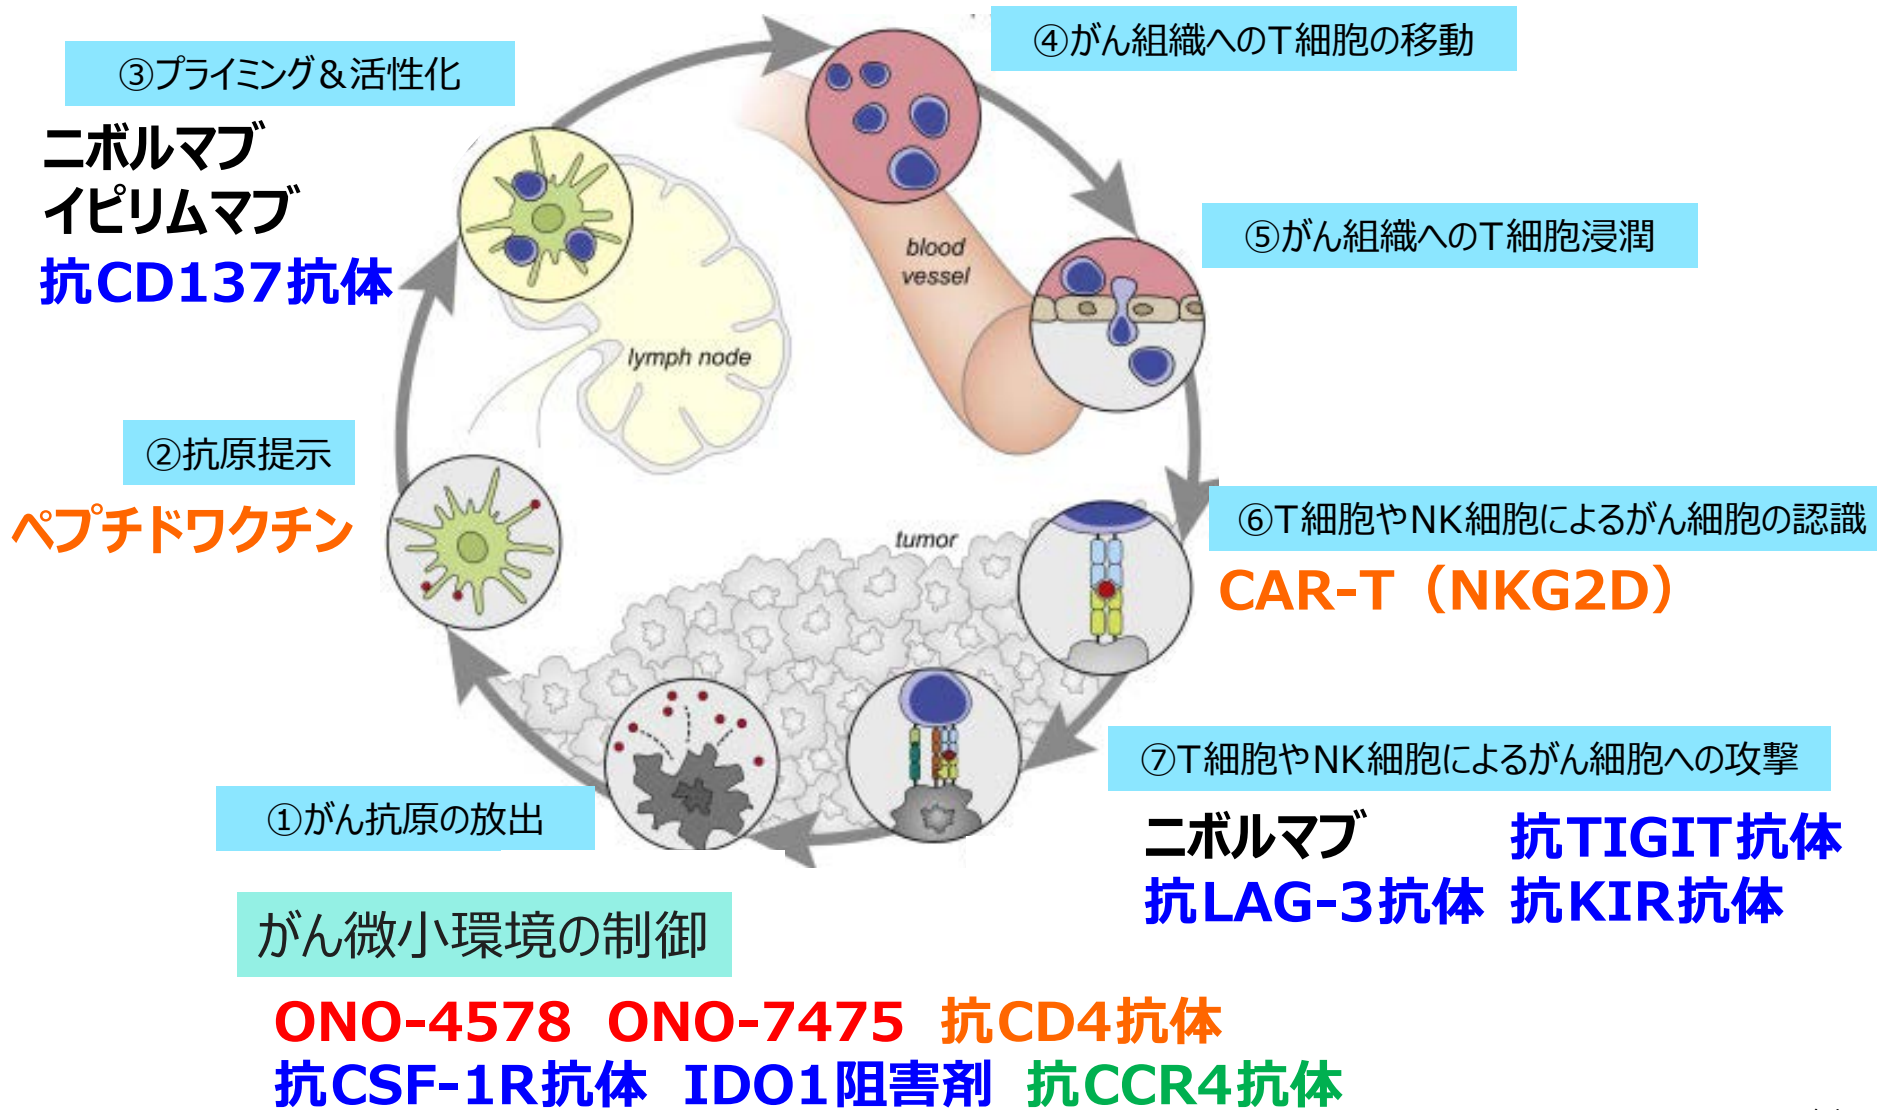 ④がん組織へのT細胞の移動
③プライミング&活性化
ニボルマブ
イピリムマブ
抗CD137抗体
⑤がん組織へのT細胞浸潤
blood
vessel
lymph node
②抗原提示
ペプチドワクチン
tumor
⑥T細胞やNK細胞によるがん細胞の認識
CAR-T（NKG2D）
⑦T細胞やNK細胞によるがん細胞への攻撃
ニボルマブ 抗TIGIT抗体
抗LAG-3抗体 抗KIR抗体
①がん抗原の放出
がん微小環境の制御
ONO-4578 ONO-7475 抗CD4抗体
抗CSF-1R抗体 IDO1阻害剤 抗CCR4抗体